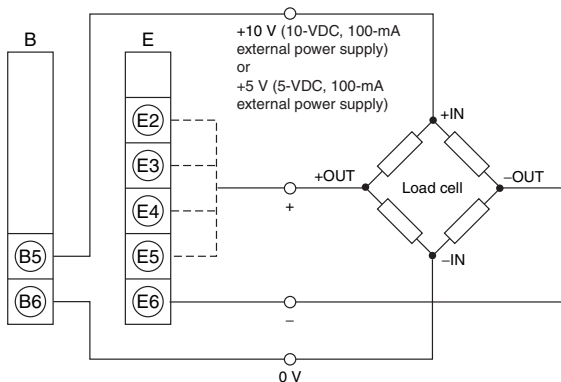 B
E
+10 V (10-VDC, 100-mA
external power supply)
or
+5 V (5-VDC, 100-mA
external power supply)
E2
E3
E4
E5
E6
B5
B6
+IN
+OUT
Load cell
–OUT
–IN
+
–
0 V